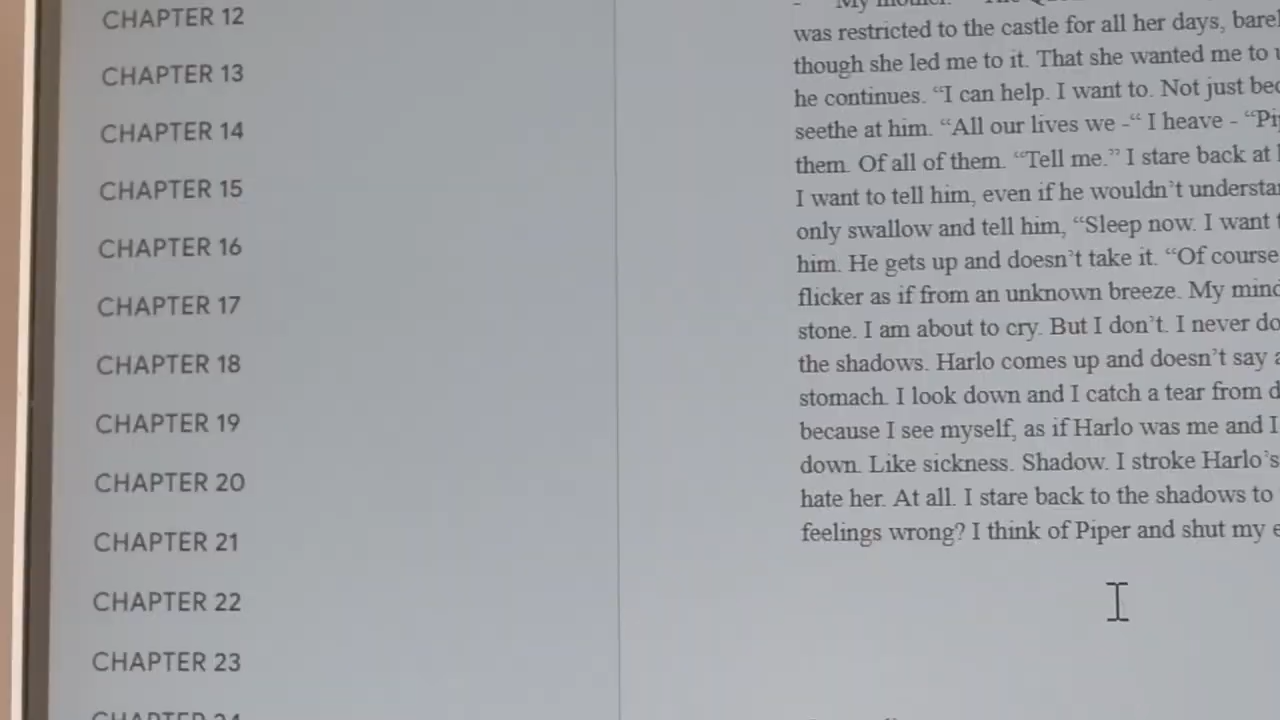 CHAPTER 12
CHAPTER 13
CHAPTER 14
CHAPTER 15
CHAPTER 16
CHAPTER 17
CHAPTER 18
CHAPTER 19
CHAPTER 20
CHAPTER 21
CHAPTER 22
CHAPTER 23
CHAPTER 24
- "My mother." "The
was restricted to the castle for all her days,
though she led me to it. That she wanted me to
he continues. “I can help. I want to. Not just
seethe at him. “All our lives we -“ I heave -
them. Of all of them. “Tell me.” I stare back at
I want to tell him, even if he wouldn’t
only swallow and tell him, “Sleep now. I want
him. He gets up and doesn’t take it. “Of course
flicker as if from an unknown breeze. My
stone. I am about to cry. But I don’t. I never
the shadows. Harlo comes up and doesn’t say
stomach. I look down and I catch a tear from
because I see myself, as if Harlo was me and I
down. Like sickness. Shadow. I stroke Harlo’s
hate her. At all. I stare back to the shadows to
feelings wrong? I think of Piper and shut my